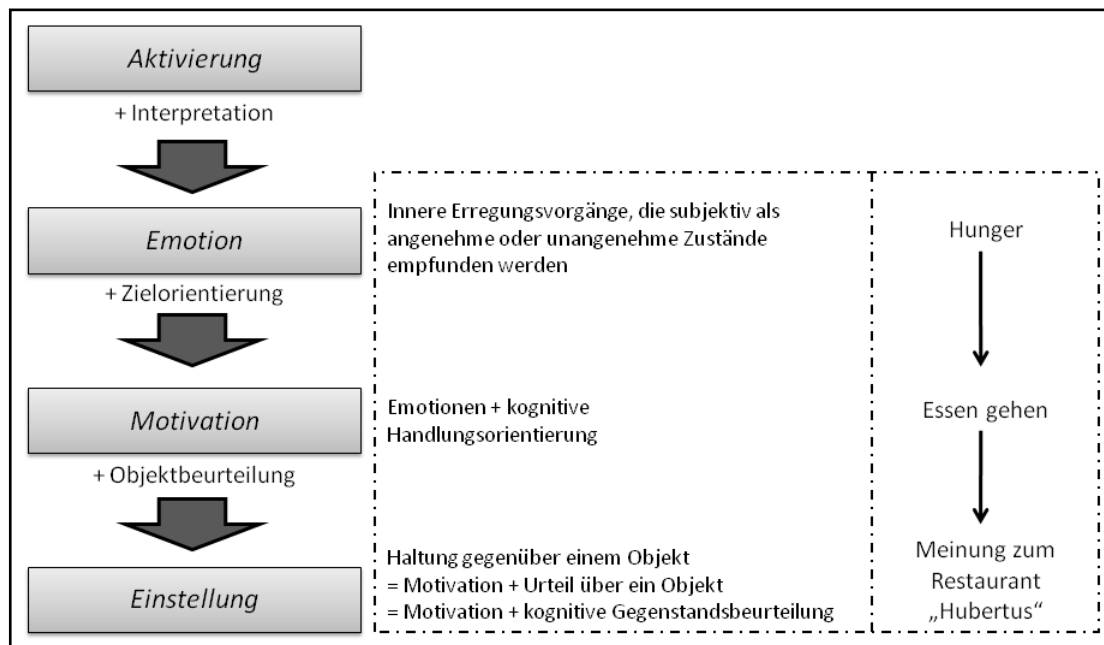 Aktivierung
+ Interpretation
Emotion
+ Zielorientierung
Motivation
+ Objektbeurteilung
Einstellung
Innere Erregungsvorgänge, die subjektiv als
angenehme oder unangenehme Zustände
empfunden werden
Emotionen + kognitive
Handlungsorientierung
Haltung gegenüber einem Objekt
= Motivation + Urteil über ein Objekt
= Motivation + kognitive Gegenstandsbeurteilung
Hunger
Essen gehen
Meinung zum
Restaurant
„Hubertus“